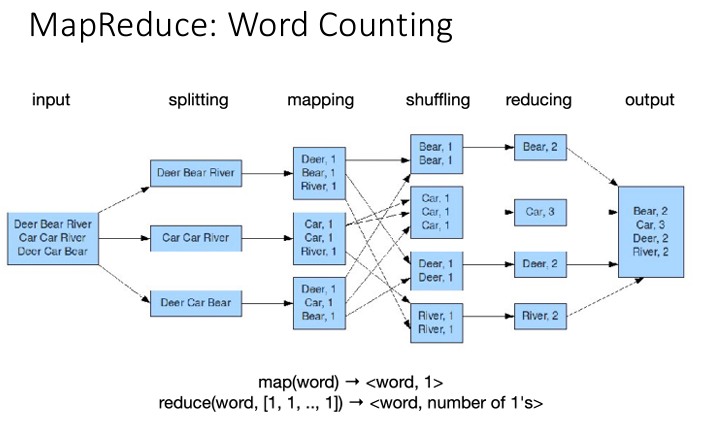 MapReduce: Word Counting
input
splitting
mapping
shuffling
reducing
output
Deer Bear River
Car Car River
Deer Car Bear
Deer Bear River
Car Car River
Deer Car Bear
Deer, 1
Bear, 1
River, 1
Car, 1
Car, 1
River, 1
Deer, 1
Car, 1
Bear, 1
Bear, 1
Bear, 1
Car, 1
Car, 1
Car, 1
Deer, 1
Deer, 1
River, 1
River, 1
Bear, 2
Car, 3
Deer, 2
River, 2
Bear, 2
Car, 3
Deer, 2
River, 2
map(word) → <word, 1>
reduce(word, [1, 1, .., 1]) → <word, number of 1's>